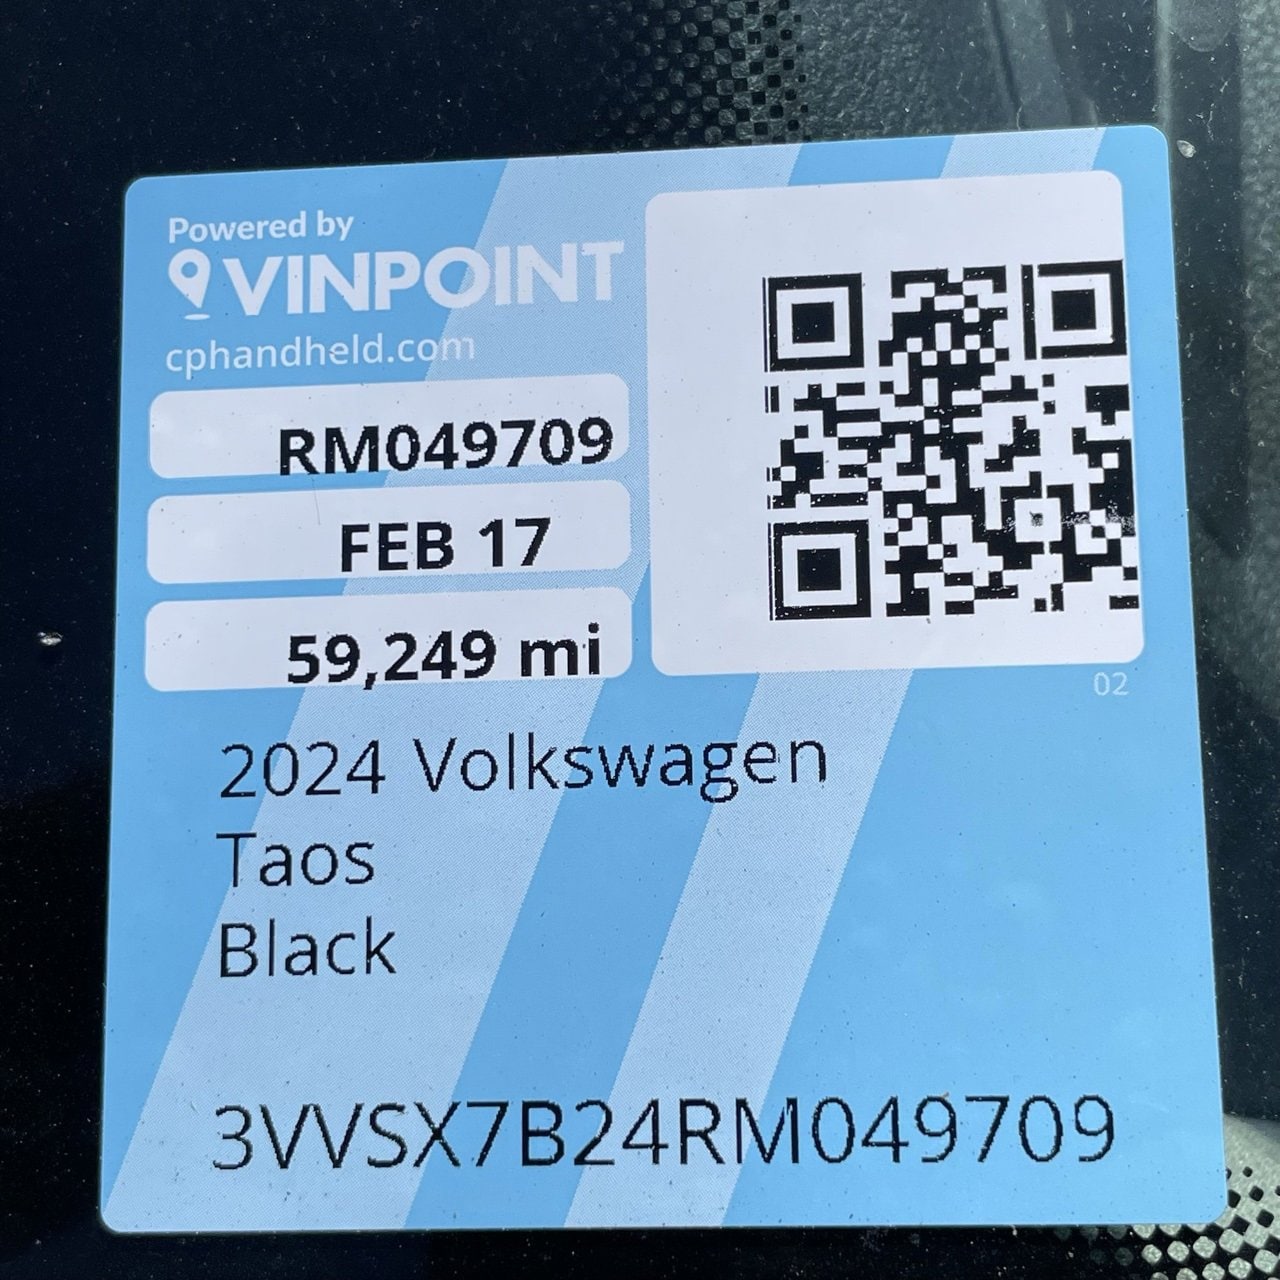 Powered by
VINPOINT
cphandheld.com
RM049709
FEB 17
59,249 mi
02
2024 Volkswagen
Taos
Black
3VVSX7B24RM049709